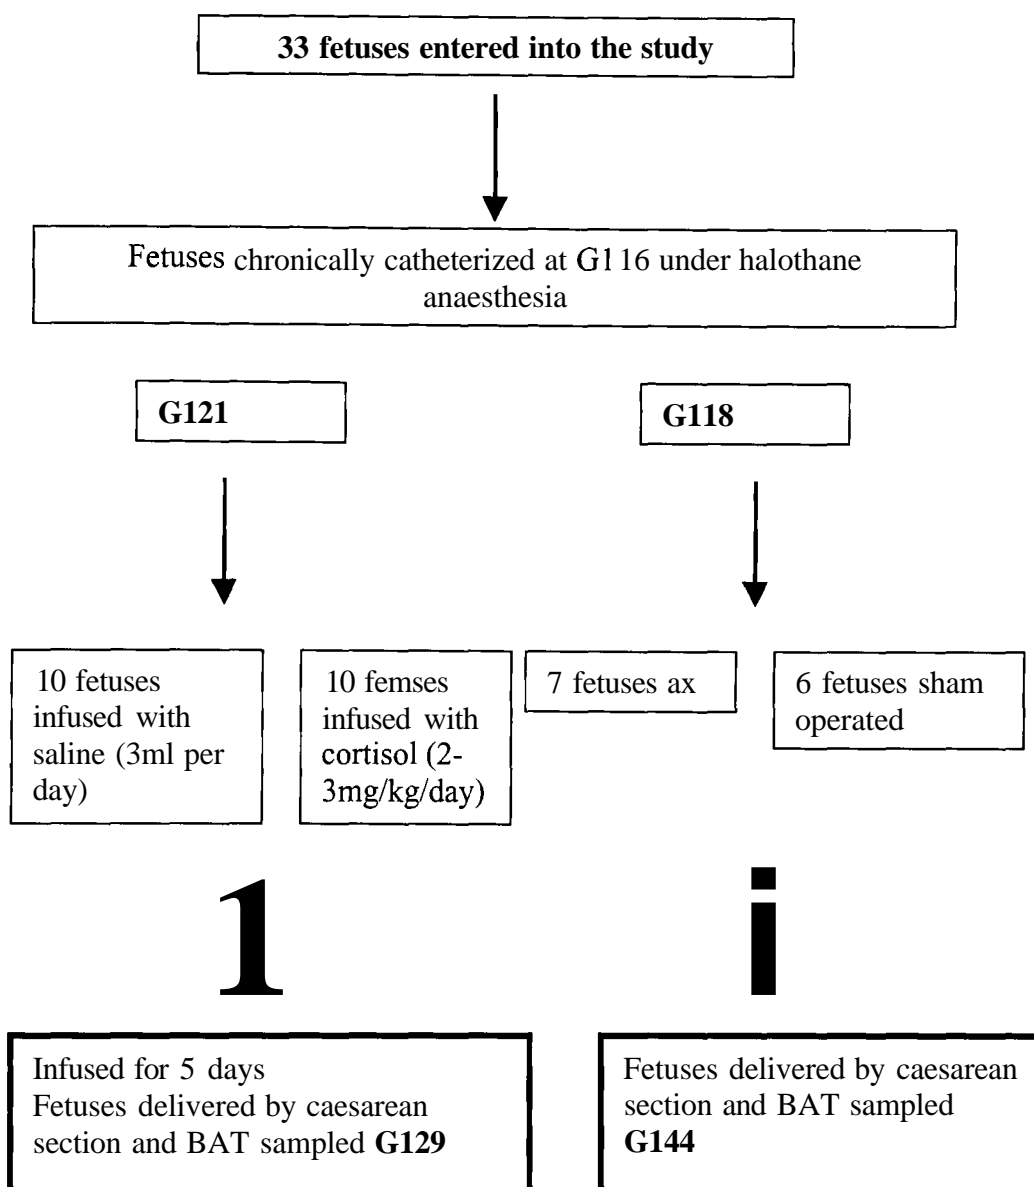 33 fetuses entered into the study
Fetuses chronically catheterized at G1 16 under halothane
anaesthesia
G121
G118
10 fetuses
infused with
saline (3ml per
day)
10 femses
infused with
cortisol (2-
3mg/kg/day)
7 fetuses ax
6 fetuses sham
operated
1
i
Infused for 5 days
Fetuses delivered by caesarean
section and BAT sampled G129
Fetuses delivered by caesarean
section and BAT sampled
G144